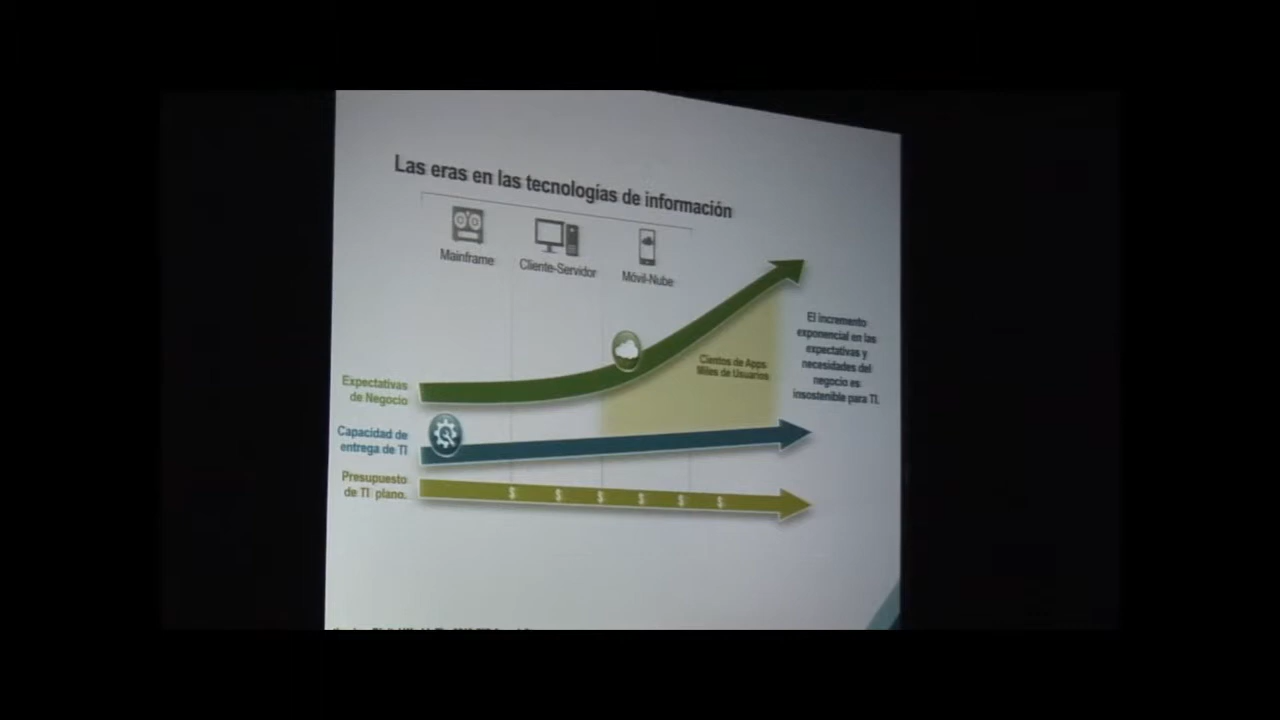 Las eras en las tecnologías de información
Mainframe
Cliente-Servidor
Móvil-Nube
El incremento
exponencial en las
expectativas y
necesidades del
negocio es
insostenible para TI.
Cientos de Apps
Miles de Usuarios
Expectativas
de Negocio
Capacidad de
entrega de TI
Presupuesto
de TI plano.
$ $ $ $ $ $